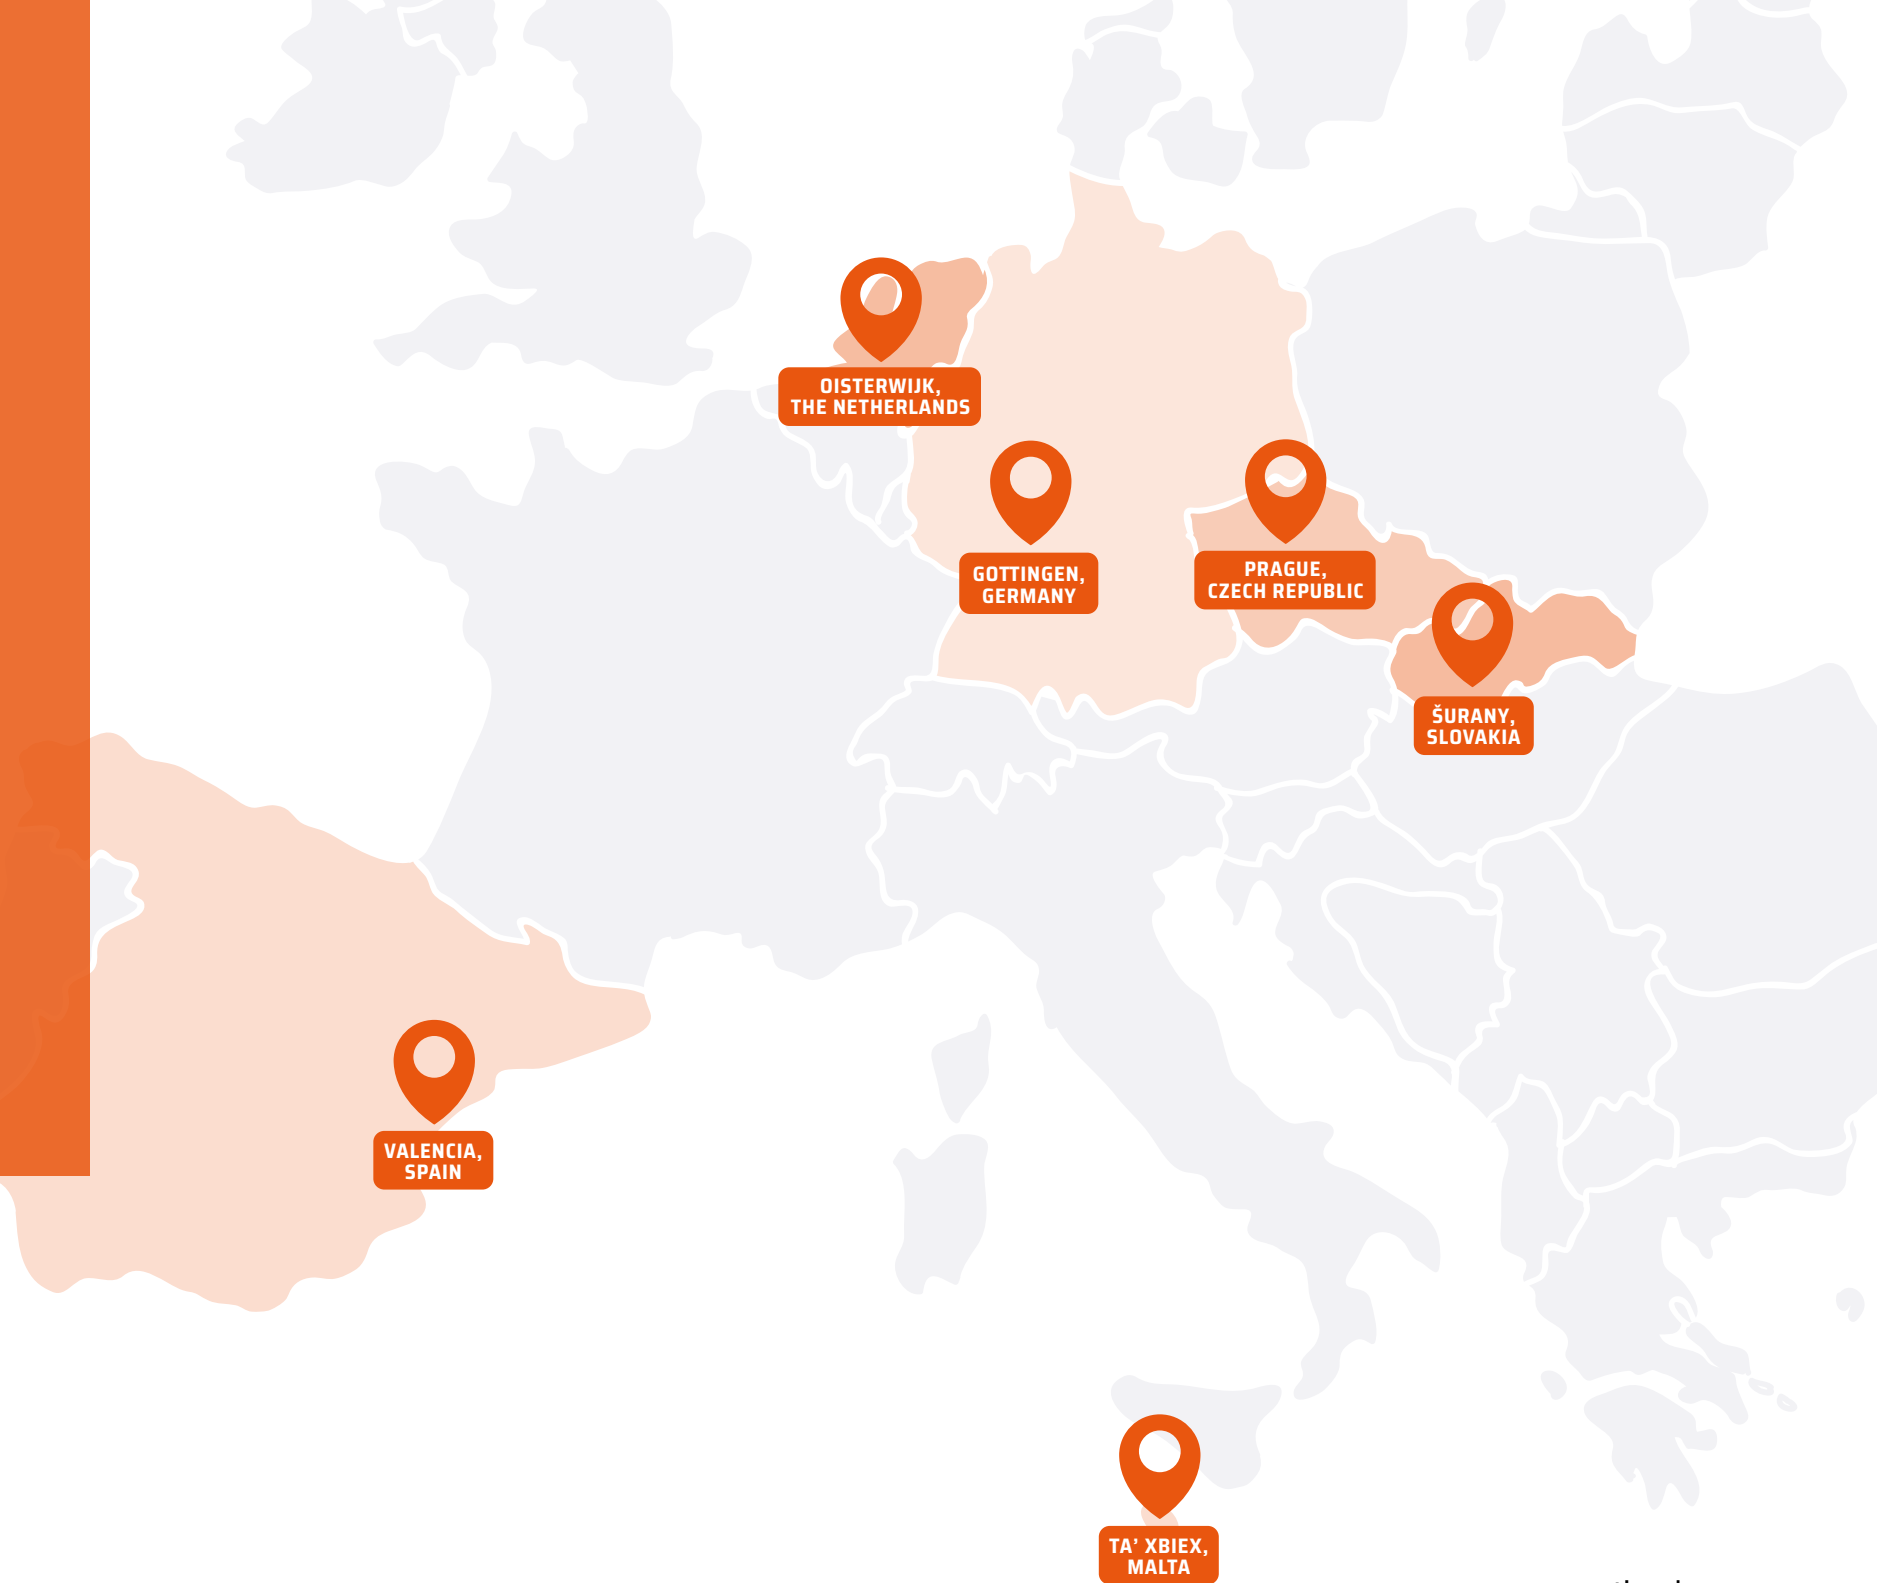 OISTERWIJK,
THE NETHERLANDS
GOTTINGEN,
GERMANY
PRAGUE,
CZECH REPUBLIC
ŠURANY,
SLOVAKIA
VALENCIA,
SPAIN
TA’ XBIEX,
MALTA